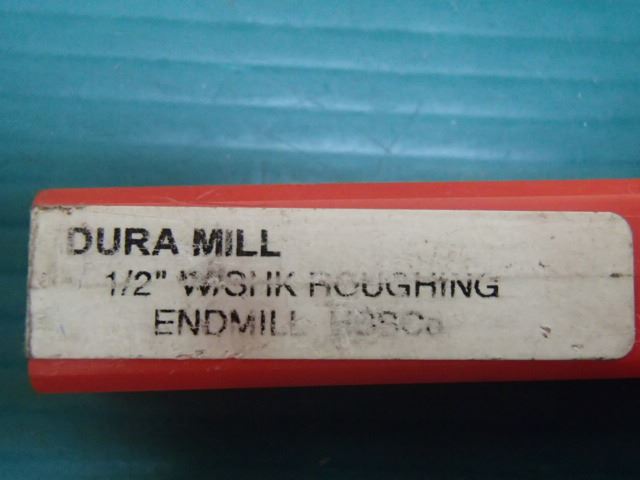 DURA MILL
1/2" W/SHK ROUGHING
ENDMILL